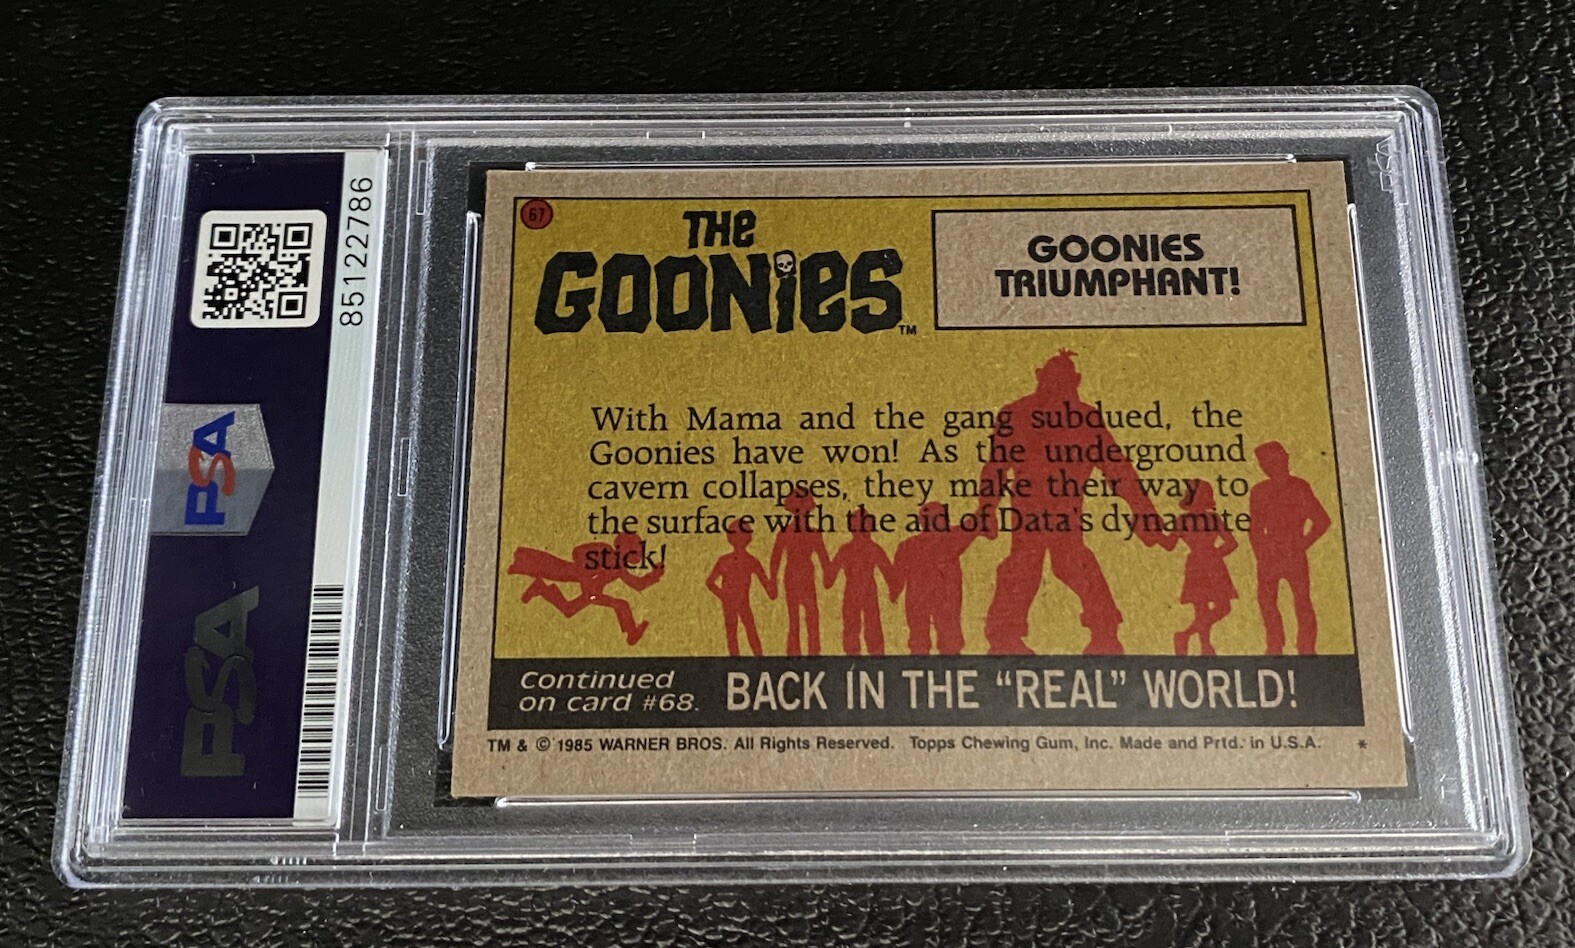 85122786
PSA
PSA
67
THE
GOONiES
TM
GOONIES
TRIUMPHANT!
With Mama and the gang subdued, the
Goonies have won! As the underground
cavern collapses, they make their way to
the surface with the aid of Data's dynamite
stick!
Continued
on card #68.
BACK IN THE “REAL” WORLD!
TM & © 1985 WARNER BROS. All Rights Reserved. Topps Chewing Gum, Inc. Made and Prtd. in U.S.A. *
PSA